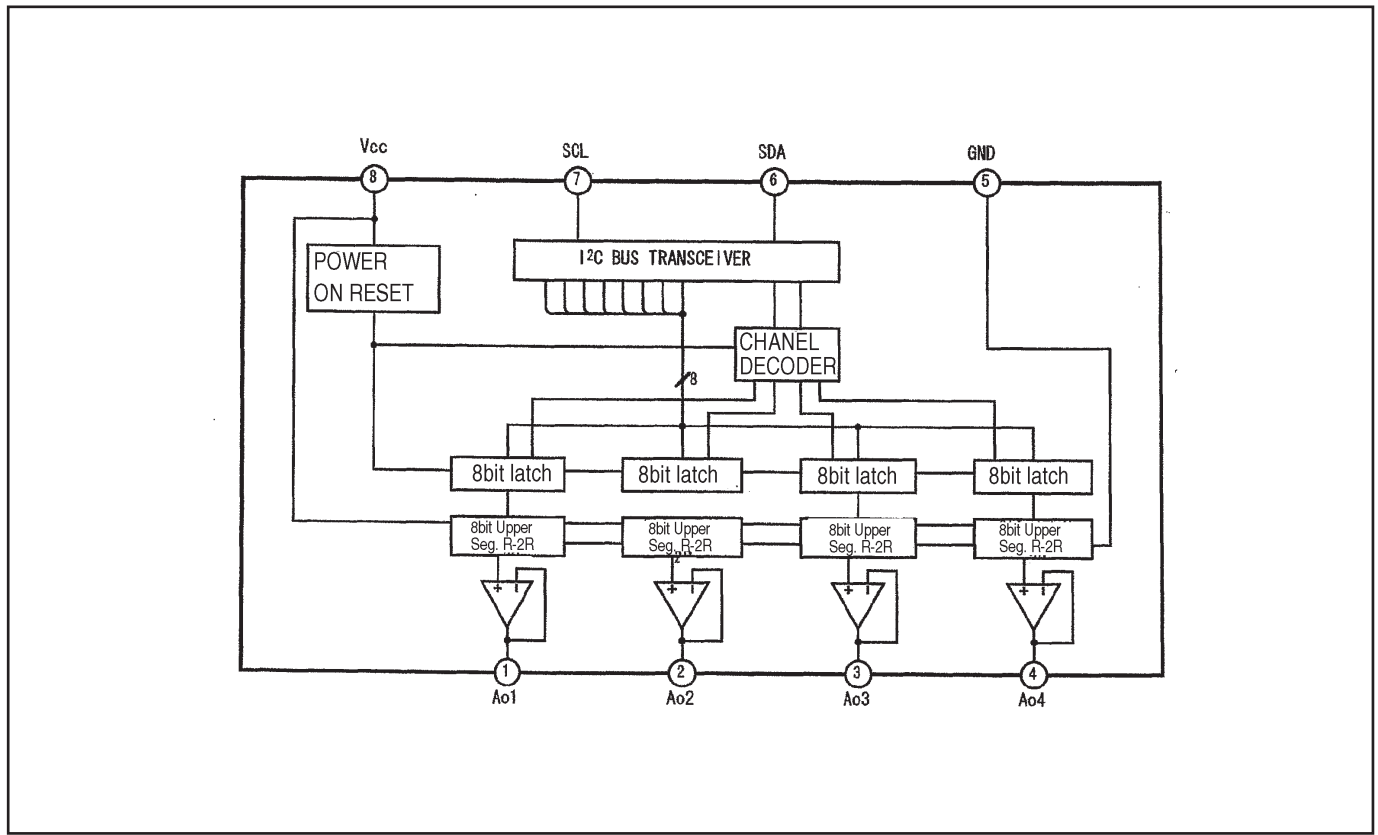 Vcc
SCL
SDA
GND
8
7
6
5
POWER
ON RESET
I²C BUS TRANSCEIVER
CHANEL
DECODER
8
8bit latch
8bit latch
8bit latch
8bit latch
8bit Upper
Seg. R-2R
8bit Upper
Seg. R-2R
8bit Upper
Seg. R-2R
8bit Upper
Seg. R-2R
+ −
+ −
+ −
+ −
1
2
3
4
Ao1
Ao2
Ao3
Ao4